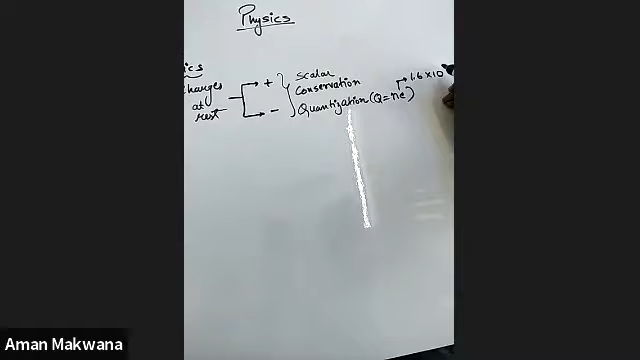 Physics
ics
charges
at
rest
+
-
Scalar
Conservation
Quantization (Q=ne)
1.6×10
Aman Makwana